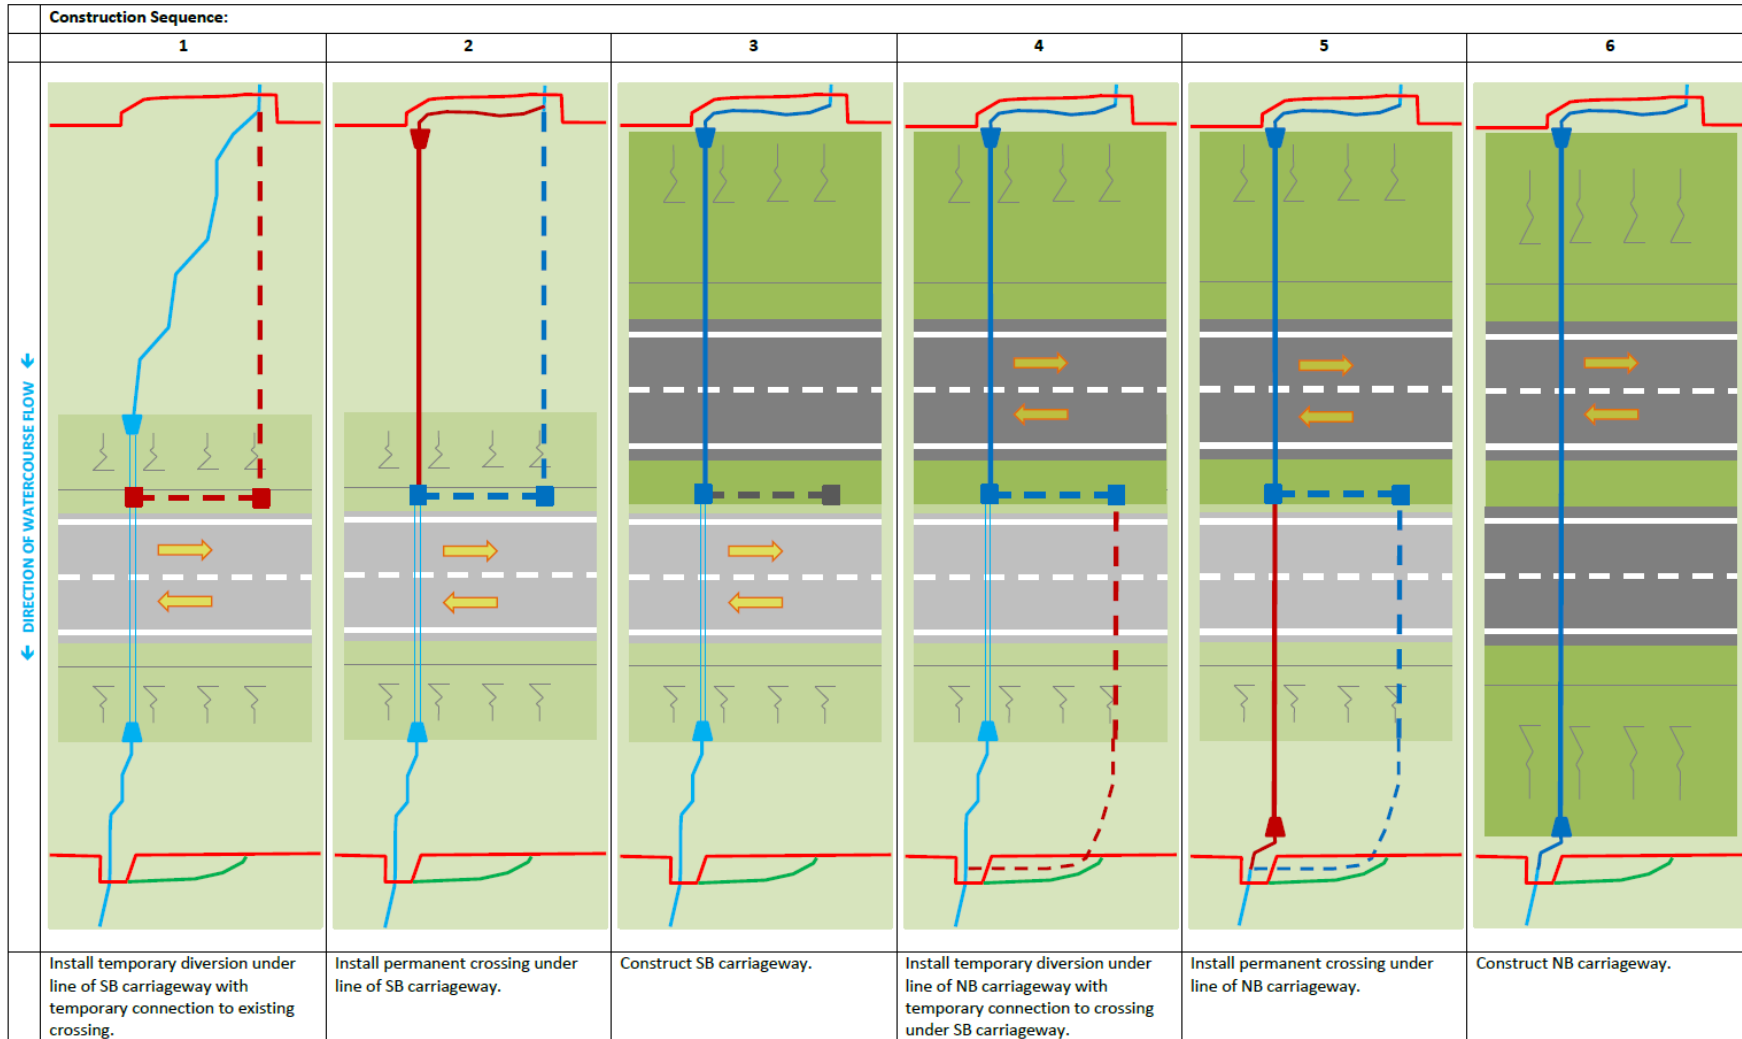 Construction Sequence:
1
2
3
4
5
6
← DIRECTION OF WATERCOURSE FLOW ←
Install temporary diversion under
line of SB carriageway with
temporary connection to existing
crossing.
Install permanent crossing under
line of SB carriageway.
Construct SB carriageway.
Install temporary diversion under
line of NB carriageway with
temporary connection to crossing
under SB carriageway.
Install permanent crossing under
line of NB carriageway.
Construct NB carriageway.